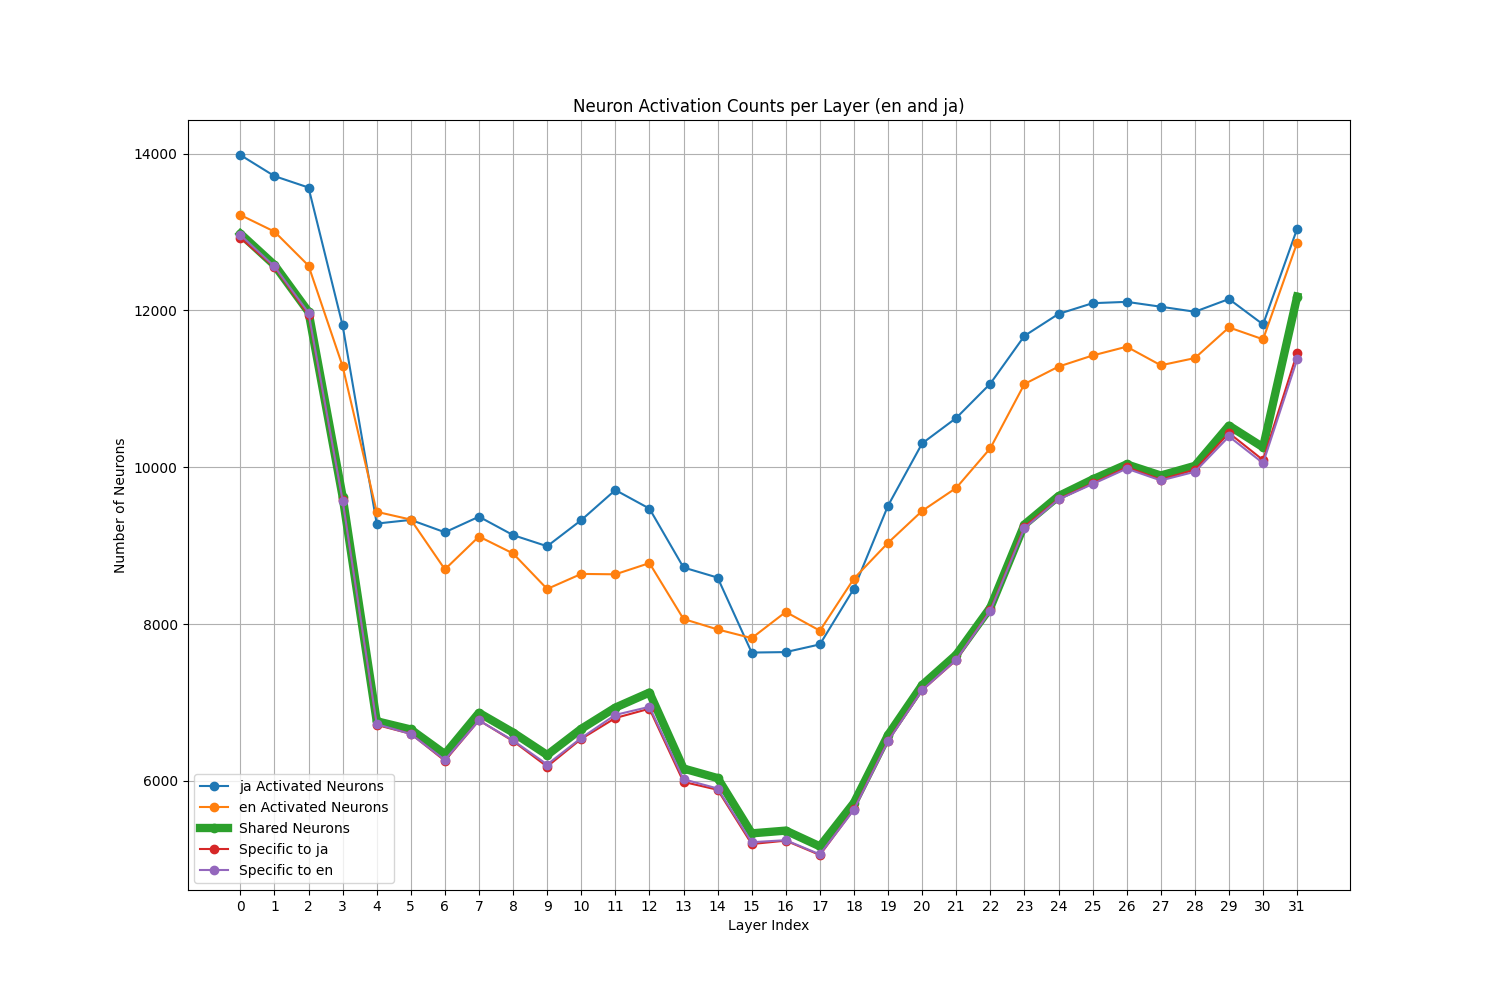 Neuron Activation Counts per Layer (en and ja)
Number of Neurons
14000
12000
10000
8000
6000
ja Activated Neurons
en Activated Neurons
Shared Neurons
Specific to ja
Specific to en
0 1 2 3 4 5 6 7 8 9 10 11 12 13 14 15 16 17 18 19 20 21 22 23 24 25 26 27 28 29 30 31
Layer Index